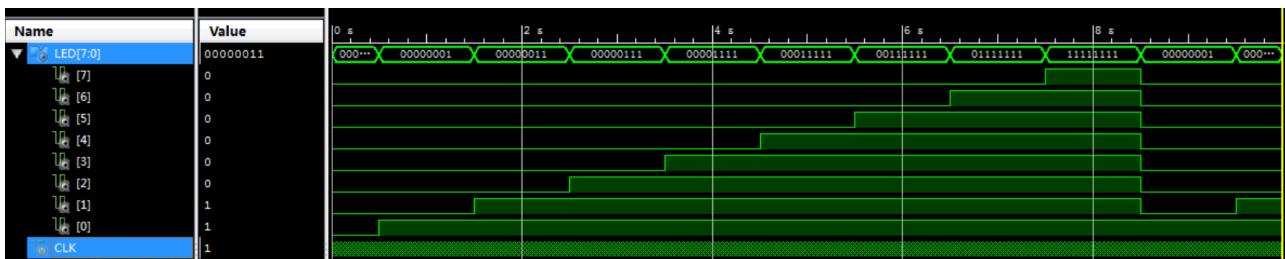 Name Value 0 s 2 s 4 s 6 s 8 s
LED[7:0] 00000011 000··· 00000001 00000011 00000111 00001111 00011111 00111111 01111111 11111111 00000001 000···
[7] 0
[6] 0
[5] 0
[4] 0
[3] 0
[2] 0
[1] 1
[0] 1
CLK 1